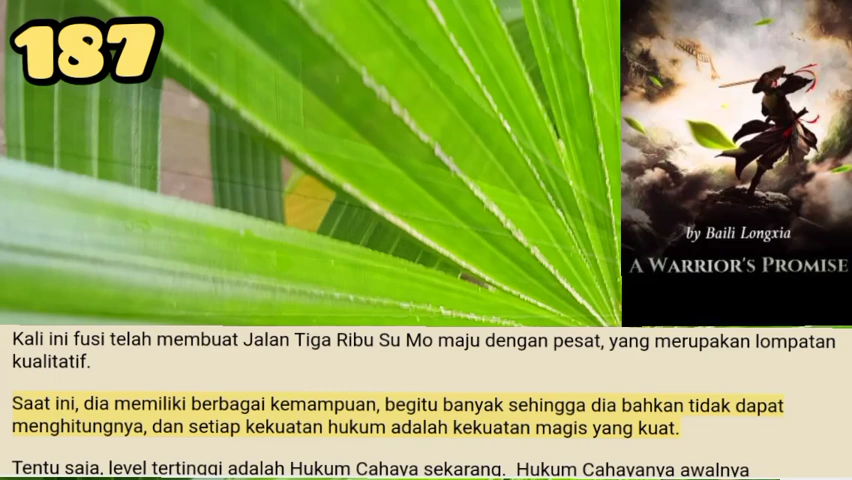 187
by Baili Longxia
A WARRIOR'S PROMISE
Kali ini fusi telah membuat Jalan Tiga Ribu Su Mo maju dengan pesat, yang merupakan lompatan
kualitatif.
Saat ini, dia memiliki berbagai kemampuan, begitu banyak sehingga dia bahkan tidak dapat
menghitungnya, dan setiap kekuatan hukum adalah kekuatan magis yang kuat.
Tentu saja, level tertinggi adalah Hukum Cahaya sekarang. Hukum Cahayanya awalnya